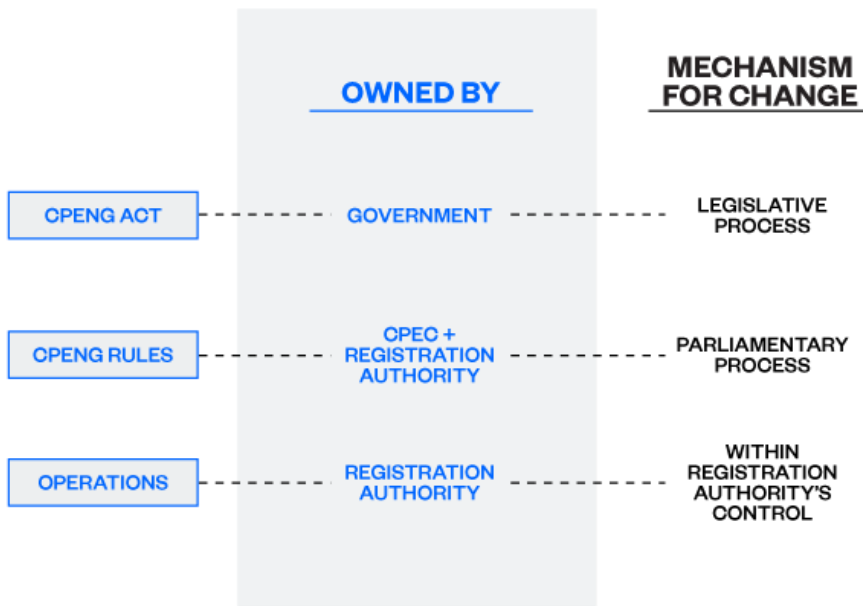 OWNED BY
MECHANISM
FOR CHANGE
CPENG ACT
GOVERNMENT
LEGISLATIVE
PROCESS
CPENG RULES
CPEC +
REGISTRATION
AUTHORITY
PARLIAMENTARY
PROCESS
OPERATIONS
REGISTRATION
AUTHORITY
WITHIN
REGISTRATION
AUTHORITY'S
CONTROL